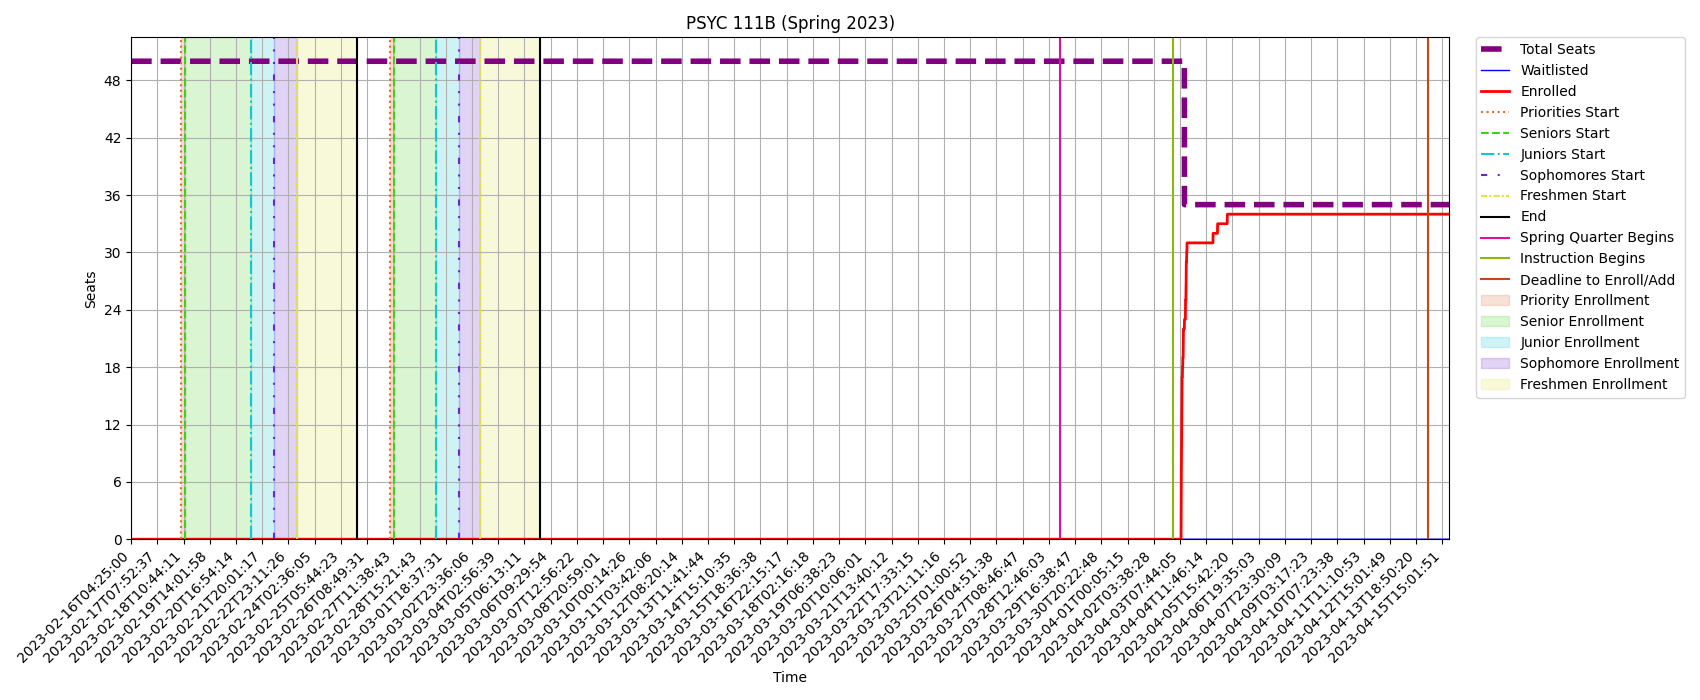 PSYC 111B (Spring 2023)
Total Seats
Waitlisted
Enrolled
Priorities Start
Seniors Start
Juniors Start
Sophomores Start
Freshmen Start
End
Spring Quarter Begins
Instruction Begins
Deadline to Enroll/Add
Priority Enrollment
Senior Enrollment
Junior Enrollment
Sophomore Enrollment
Freshmen Enrollment
Seats
48
42
36
30
24
18
12
6
0
2023-02-16T04:25:00
2023-02-17T07:52:37
2023-02-18T10:44:11
2023-02-19T14:01:58
2023-02-20T16:54:14
2023-02-21T20:01:17
2023-02-22T23:11:26
2023-02-24T02:36:05
2023-02-25T05:44:23
2023-02-26T08:49:31
2023-02-27T11:38:43
2023-02-28T15:21:43
2023-03-01T18:37:31
2023-03-02T23:36:06
2023-03-04T02:56:39
2023-03-05T06:13:11
2023-03-06T09:29:54
2023-03-07T12:56:22
2023-03-08T20:59:01
2023-03-10T00:14:26
2023-03-11T03:42:06
2023-03-12T08:20:14
2023-03-13T11:41:44
2023-03-14T15:10:35
2023-03-15T18:36:38
2023-03-16T22:15:17
2023-03-18T02:16:18
2023-03-19T06:38:23
2023-03-20T10:06:01
2023-03-21T13:40:12
2023-03-22T17:33:15
2023-03-23T21:11:16
2023-03-25T01:00:52
2023-03-26T04:51:38
2023-03-27T08:46:47
2023-03-28T12:46:03
2023-03-29T16:38:47
2023-03-30T20:22:48
2023-04-01T00:05:15
2023-04-02T03:38:28
2023-04-03T07:44:05
2023-04-04T11:46:14
2023-04-05T15:42:20
2023-04-06T19:35:03
2023-04-07T23:30:09
2023-04-09T03:17:23
2023-04-10T07:23:38
2023-04-11T11:10:53
2023-04-12T15:01:49
2023-04-13T18:50:20
2023-04-15T15:01:51
Time